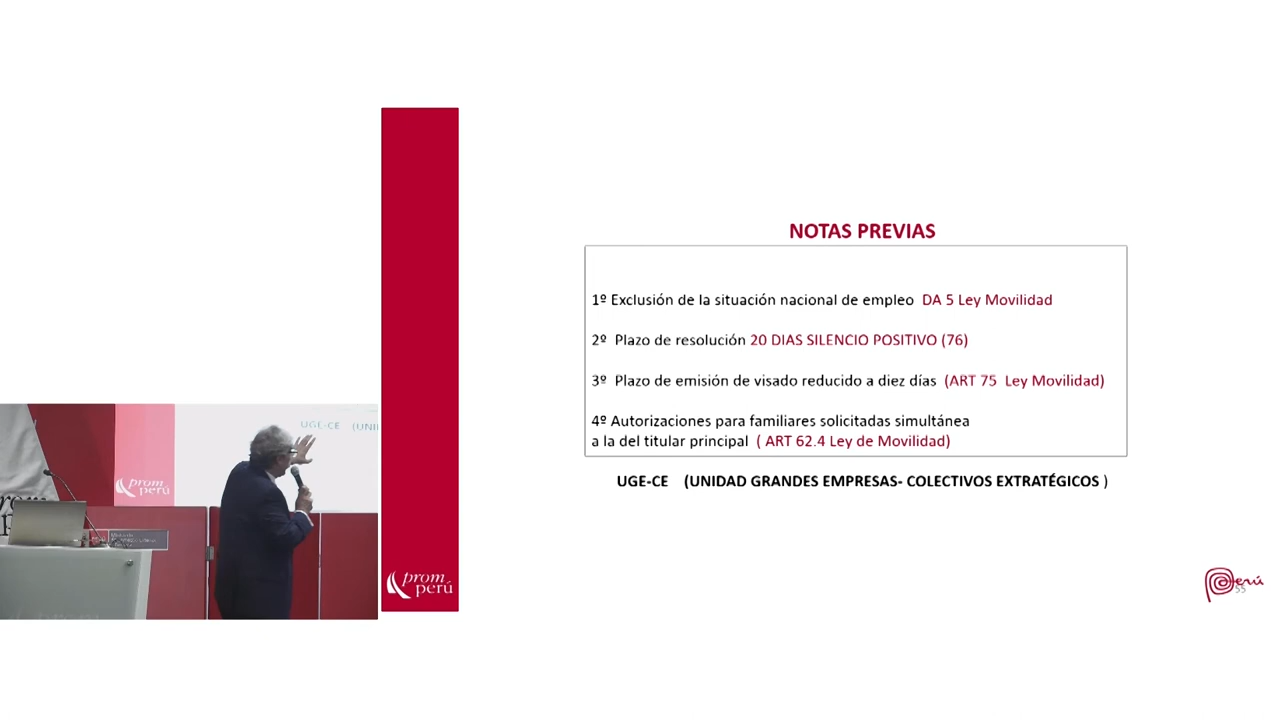 NOTAS PREVIAS
1º Exclusión de la situación nacional de empleo DA 5 Ley Movilidad
2º Plazo de resolución 20 DIAS SILENCIO POSITIVO (76)
3º Plazo de emisión de visado reducido a diez días (ART 75 Ley Movilidad)
4º Autorizaciones para familiares solicitadas simultánea
a la del titular principal ( ART 62.4 Ley de Movilidad)
UGE-CE (UNIDAD GRANDES EMPRESAS- COLECTIVOS EXTRATÉGICOS )
UGE-CE (UNI
prom
perú
prom
perú
Perú
55